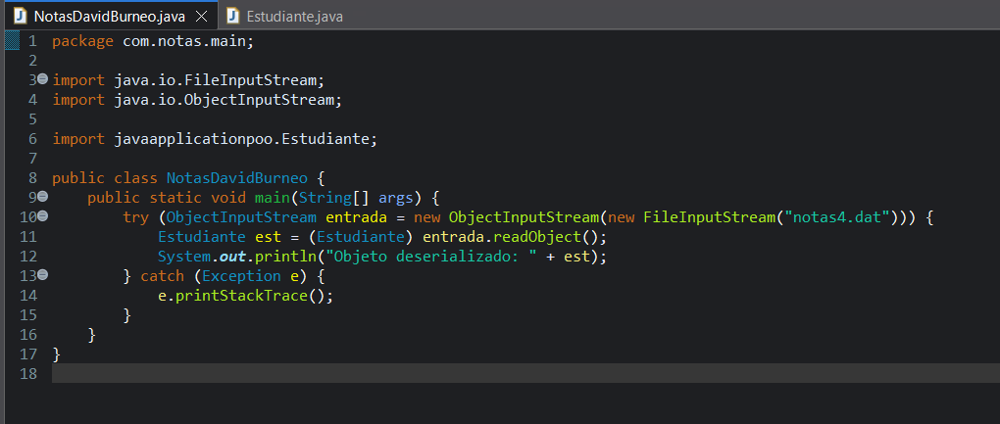 NotasDavidBurneo.java Estudiante.java
1 package com.notas.main;
2
3 import java.io.FileInputStream;
4 import java.io.ObjectInputStream;
5
6 import javaapplicationpoo.Estudiante;
7
8 public class NotasDavidBurneo {
9     public static void main(String[] args) {
10         try (ObjectInputStream entrada = new ObjectInputStream(new FileInputStream("notas4.dat"))) {
11             Estudiante est = (Estudiante) entrada.readObject();
12             System.out.println("Objeto deserializado: " + est);
13         } catch (Exception e) {
14             e.printStackTrace();
15         }
16     }
17 }
18